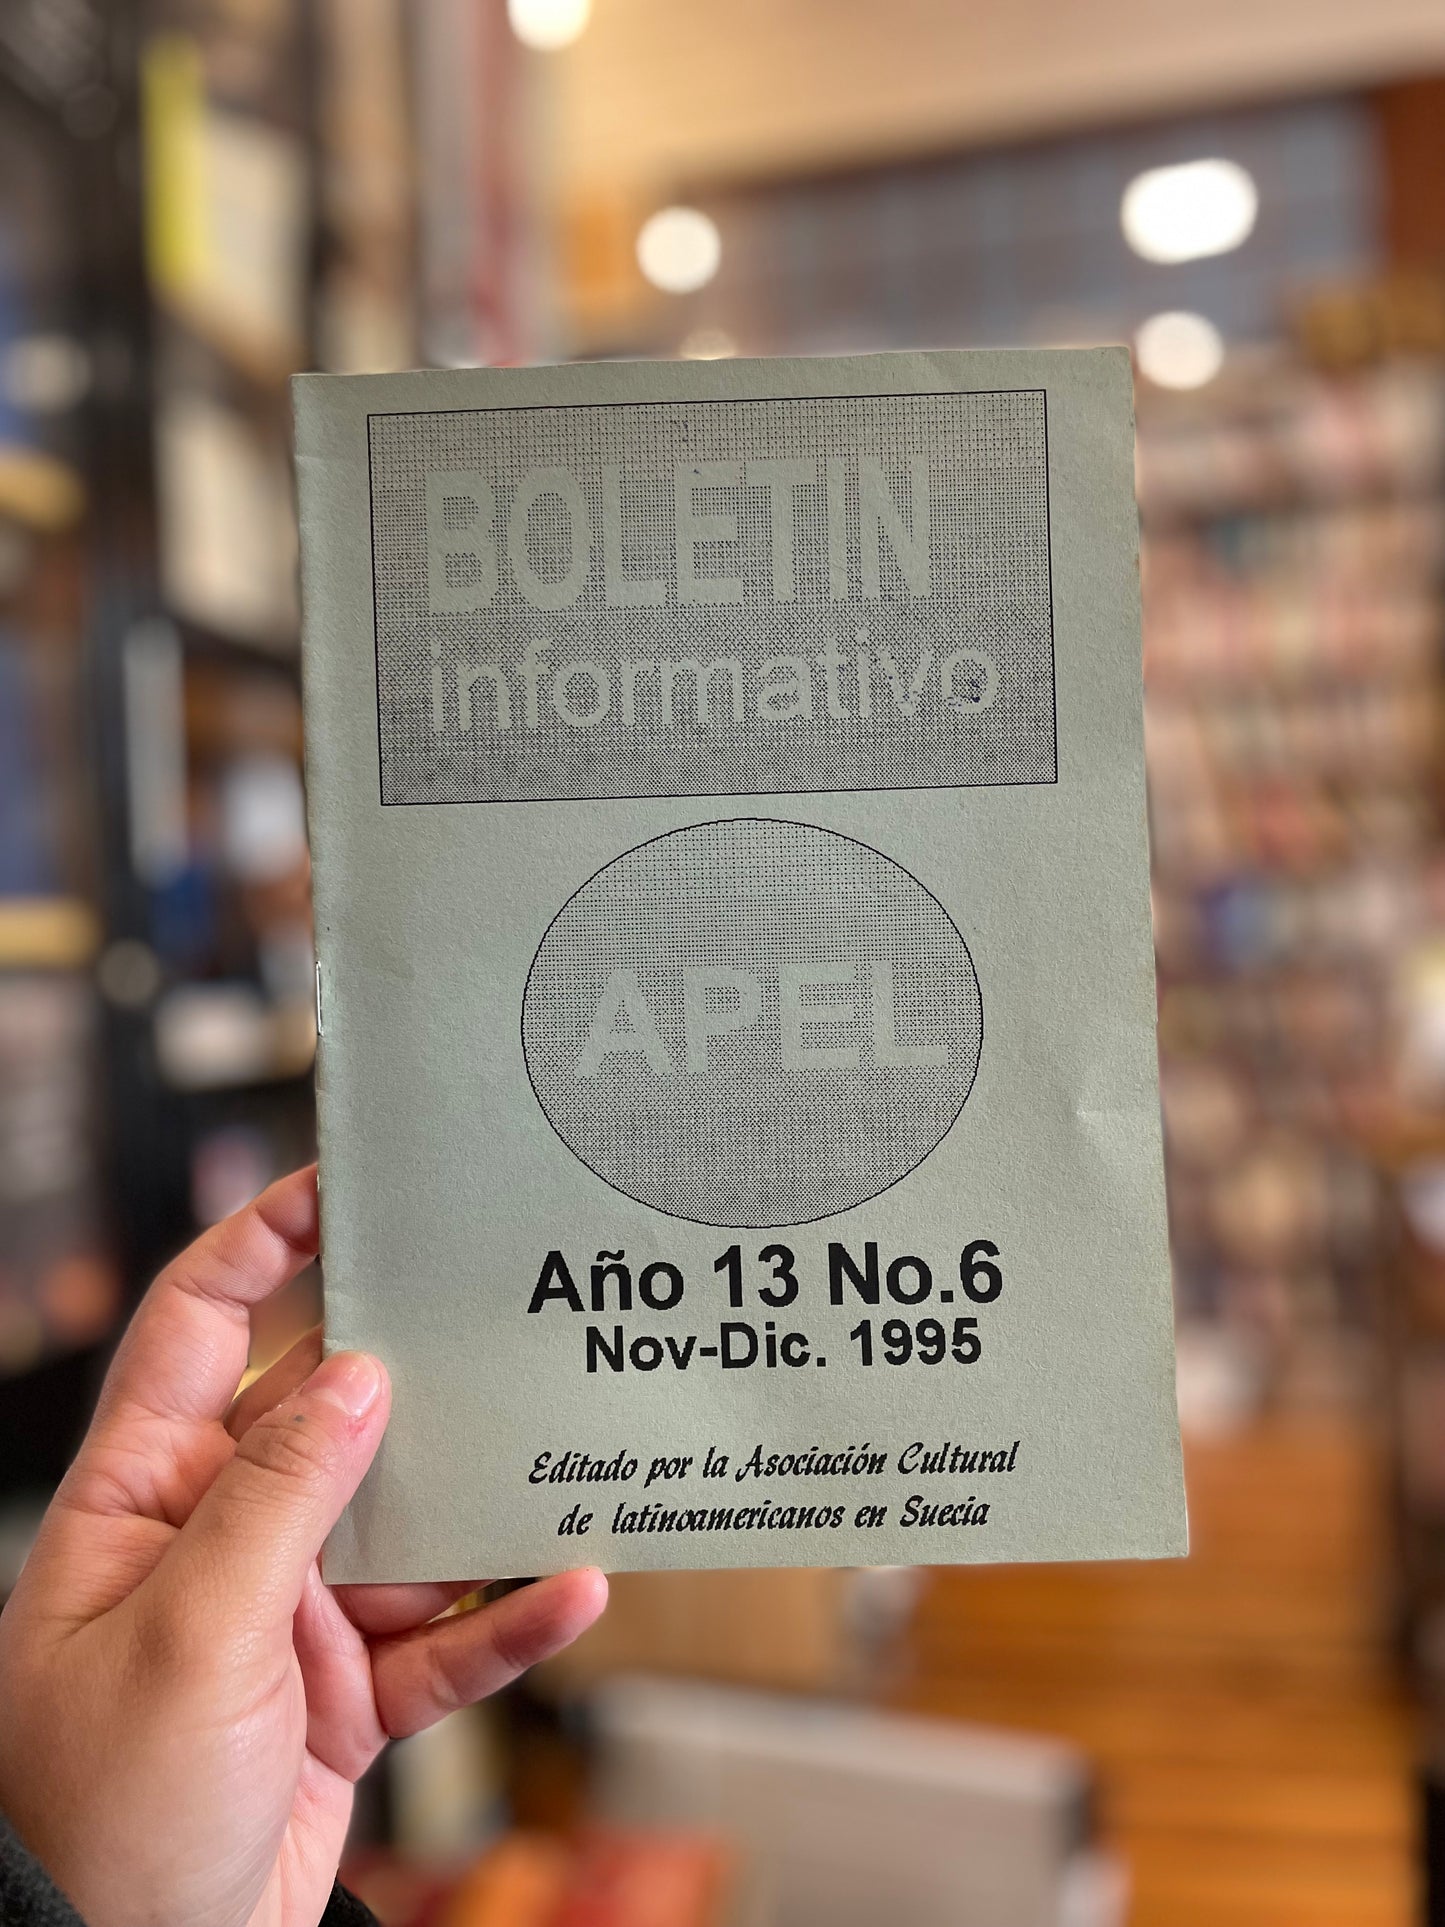 BOLETIN
informativo
APEL
Año 13 No.6
Nov-Dic. 1995
Editado por la Asociación Cultural
de latinoamericanos en Suecia